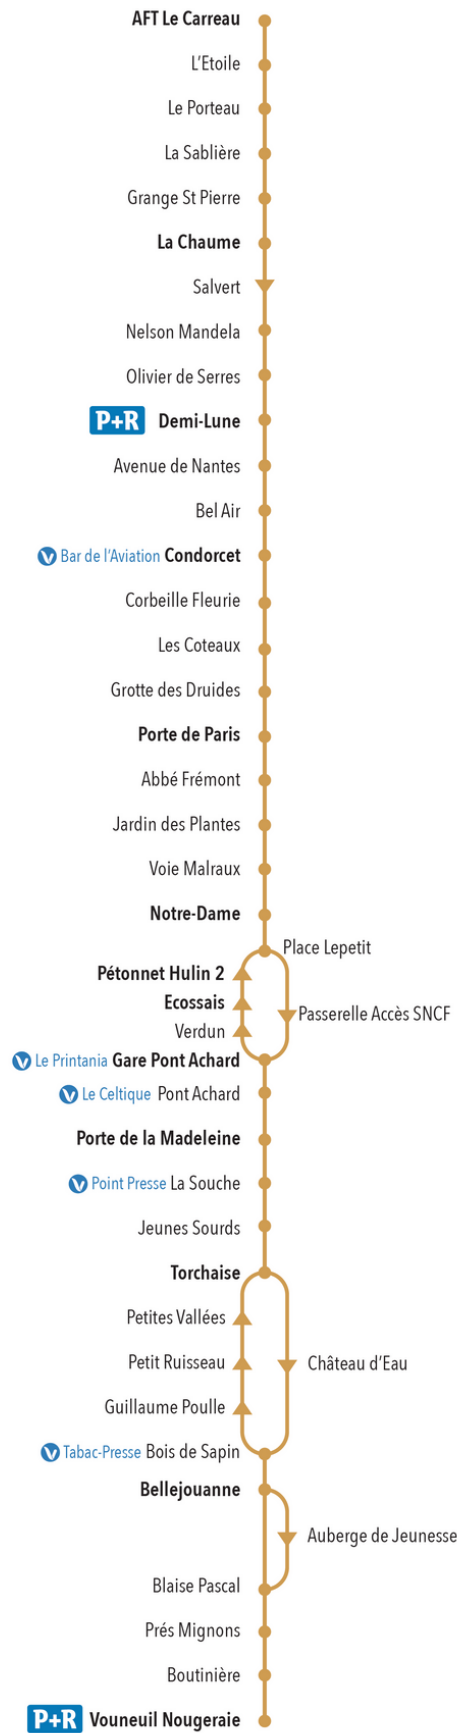 AFT Le Carreau
L'Etoile
Le Porteau
La Sablière
Grange St Pierre
La Chaume
Salvert
Nelson Mandela
Olivier de Serres
P+R Demi-Lune
Avenue de Nantes
Bel Air
V Bar de l'Aviation Condorcet
Corbeille Fleurie
Les Coteaux
Grotte des Druides
Porte de Paris
Abbé Frémont
Jardin des Plantes
Voie Malraux
Notre-Dame
Place Lepetit
Pétonnet Hulin 2
Ecossais
Passerelle Accès SNCF
Verdun
V Le Printania Gare Pont Achard
V Le Celtique Pont Achard
Porte de la Madeleine
V Point Presse La Souche
Jeunes Sourds
Torchaise
Petites Vallées
Petit Ruisseau Château d'Eau
Guillaume Poulle
V Tabac-Presse Bois de Sapin
Bellejouanne
Auberge de Jeunesse
Blaise Pascal
Prés Mignons
Boutinière
P+R Vouneuil Nougeraie